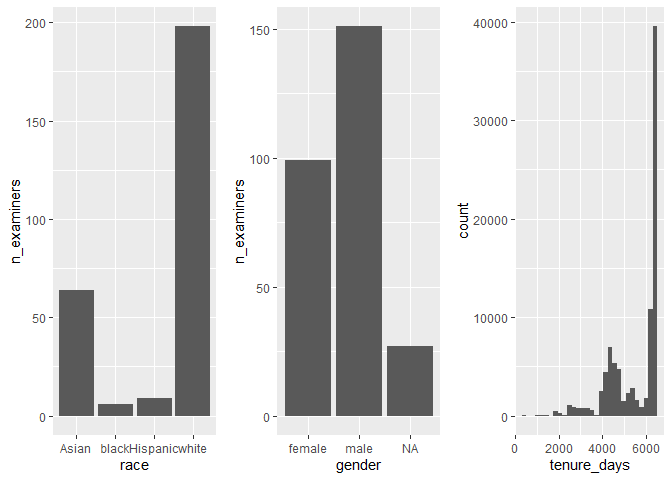 n_examiners
200
150
100
50
0
Asian black Hispanic white
race
n_examiners
150
100
50
0
female male NA
gender
count
40000
30000
20000
10000
0
0 2000 4000 6000
tenure_days